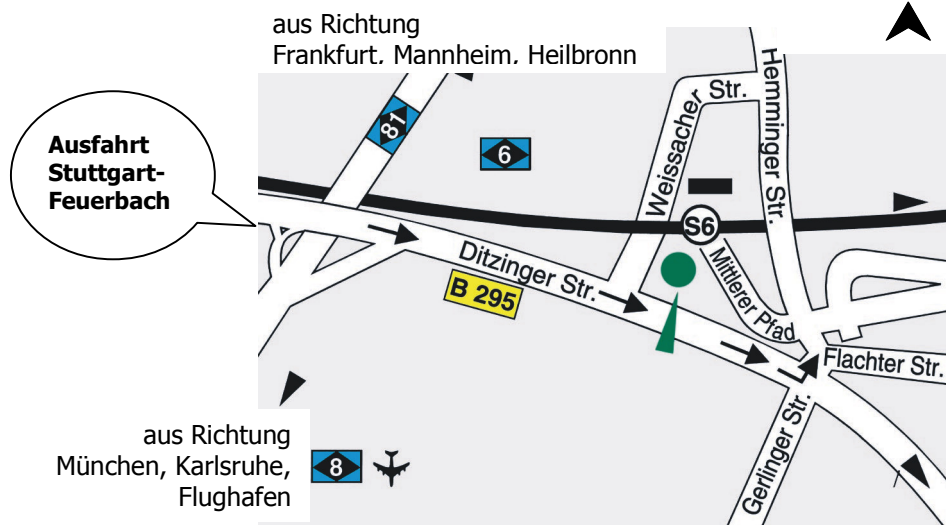 aus Richtung
Frankfurt, Mannheim, Heilbronn
Ausfahrt
Stuttgart-
Feuerbach
81
6
Weissacher Str.
Hemminger Str.
S6
Ditzinger Str.
B 295
Mittlerer Pfad
Flachter Str.
Gerlinger Str.
aus Richtung
München, Karlsruhe,
Flughafen
8